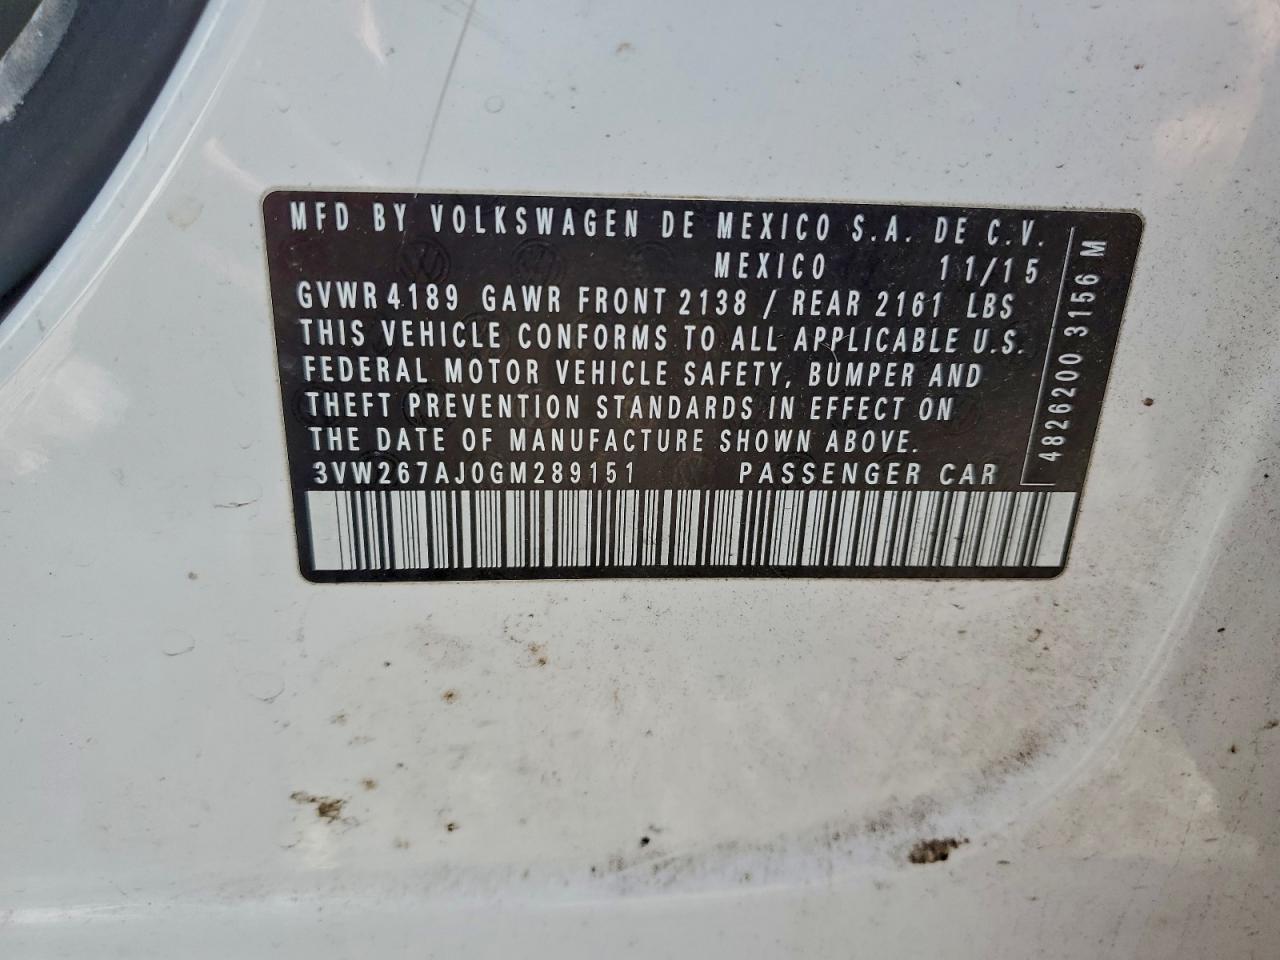 MFD BY VOLKSWAGEN DE MEXICO S.A. DE C.V.
MEXICO 11/15
GVWR 4189 GAWR FRONT 2138 / REAR 2161 LBS
THIS VEHICLE CONFORMS TO ALL APPLICABLE U.S.
FEDERAL MOTOR VEHICLE SAFETY, BUMPER AND
THEFT PREVENTION STANDARDS IN EFFECT ON
THE DATE OF MANUFACTURE SHOWN ABOVE.
3VW267AJ0GM289151 PASSENGER CAR
4826200 3156 M